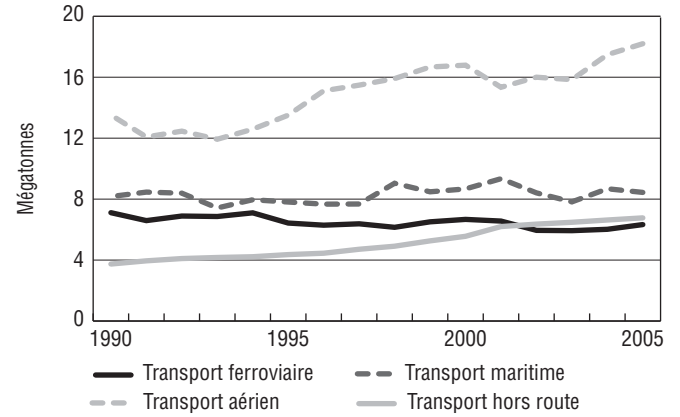 20
16
12
8
4
0
Mégatonnes
1990 1995 2000 2005
Transport ferroviaire Transport maritime
Transport aérien Transport hors route